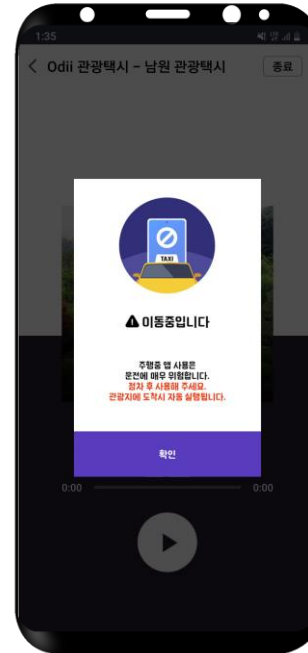 1:35
Odii 관광택시 - 남원 관광택시
종료
TAXI
이동중입니다
주행중 앱 사용은
운전에 매우 위험합니다.
정차 후 사용해 주세요.
관광지에 도착시 자동 실행됩니다.
확인
0:00
0:00